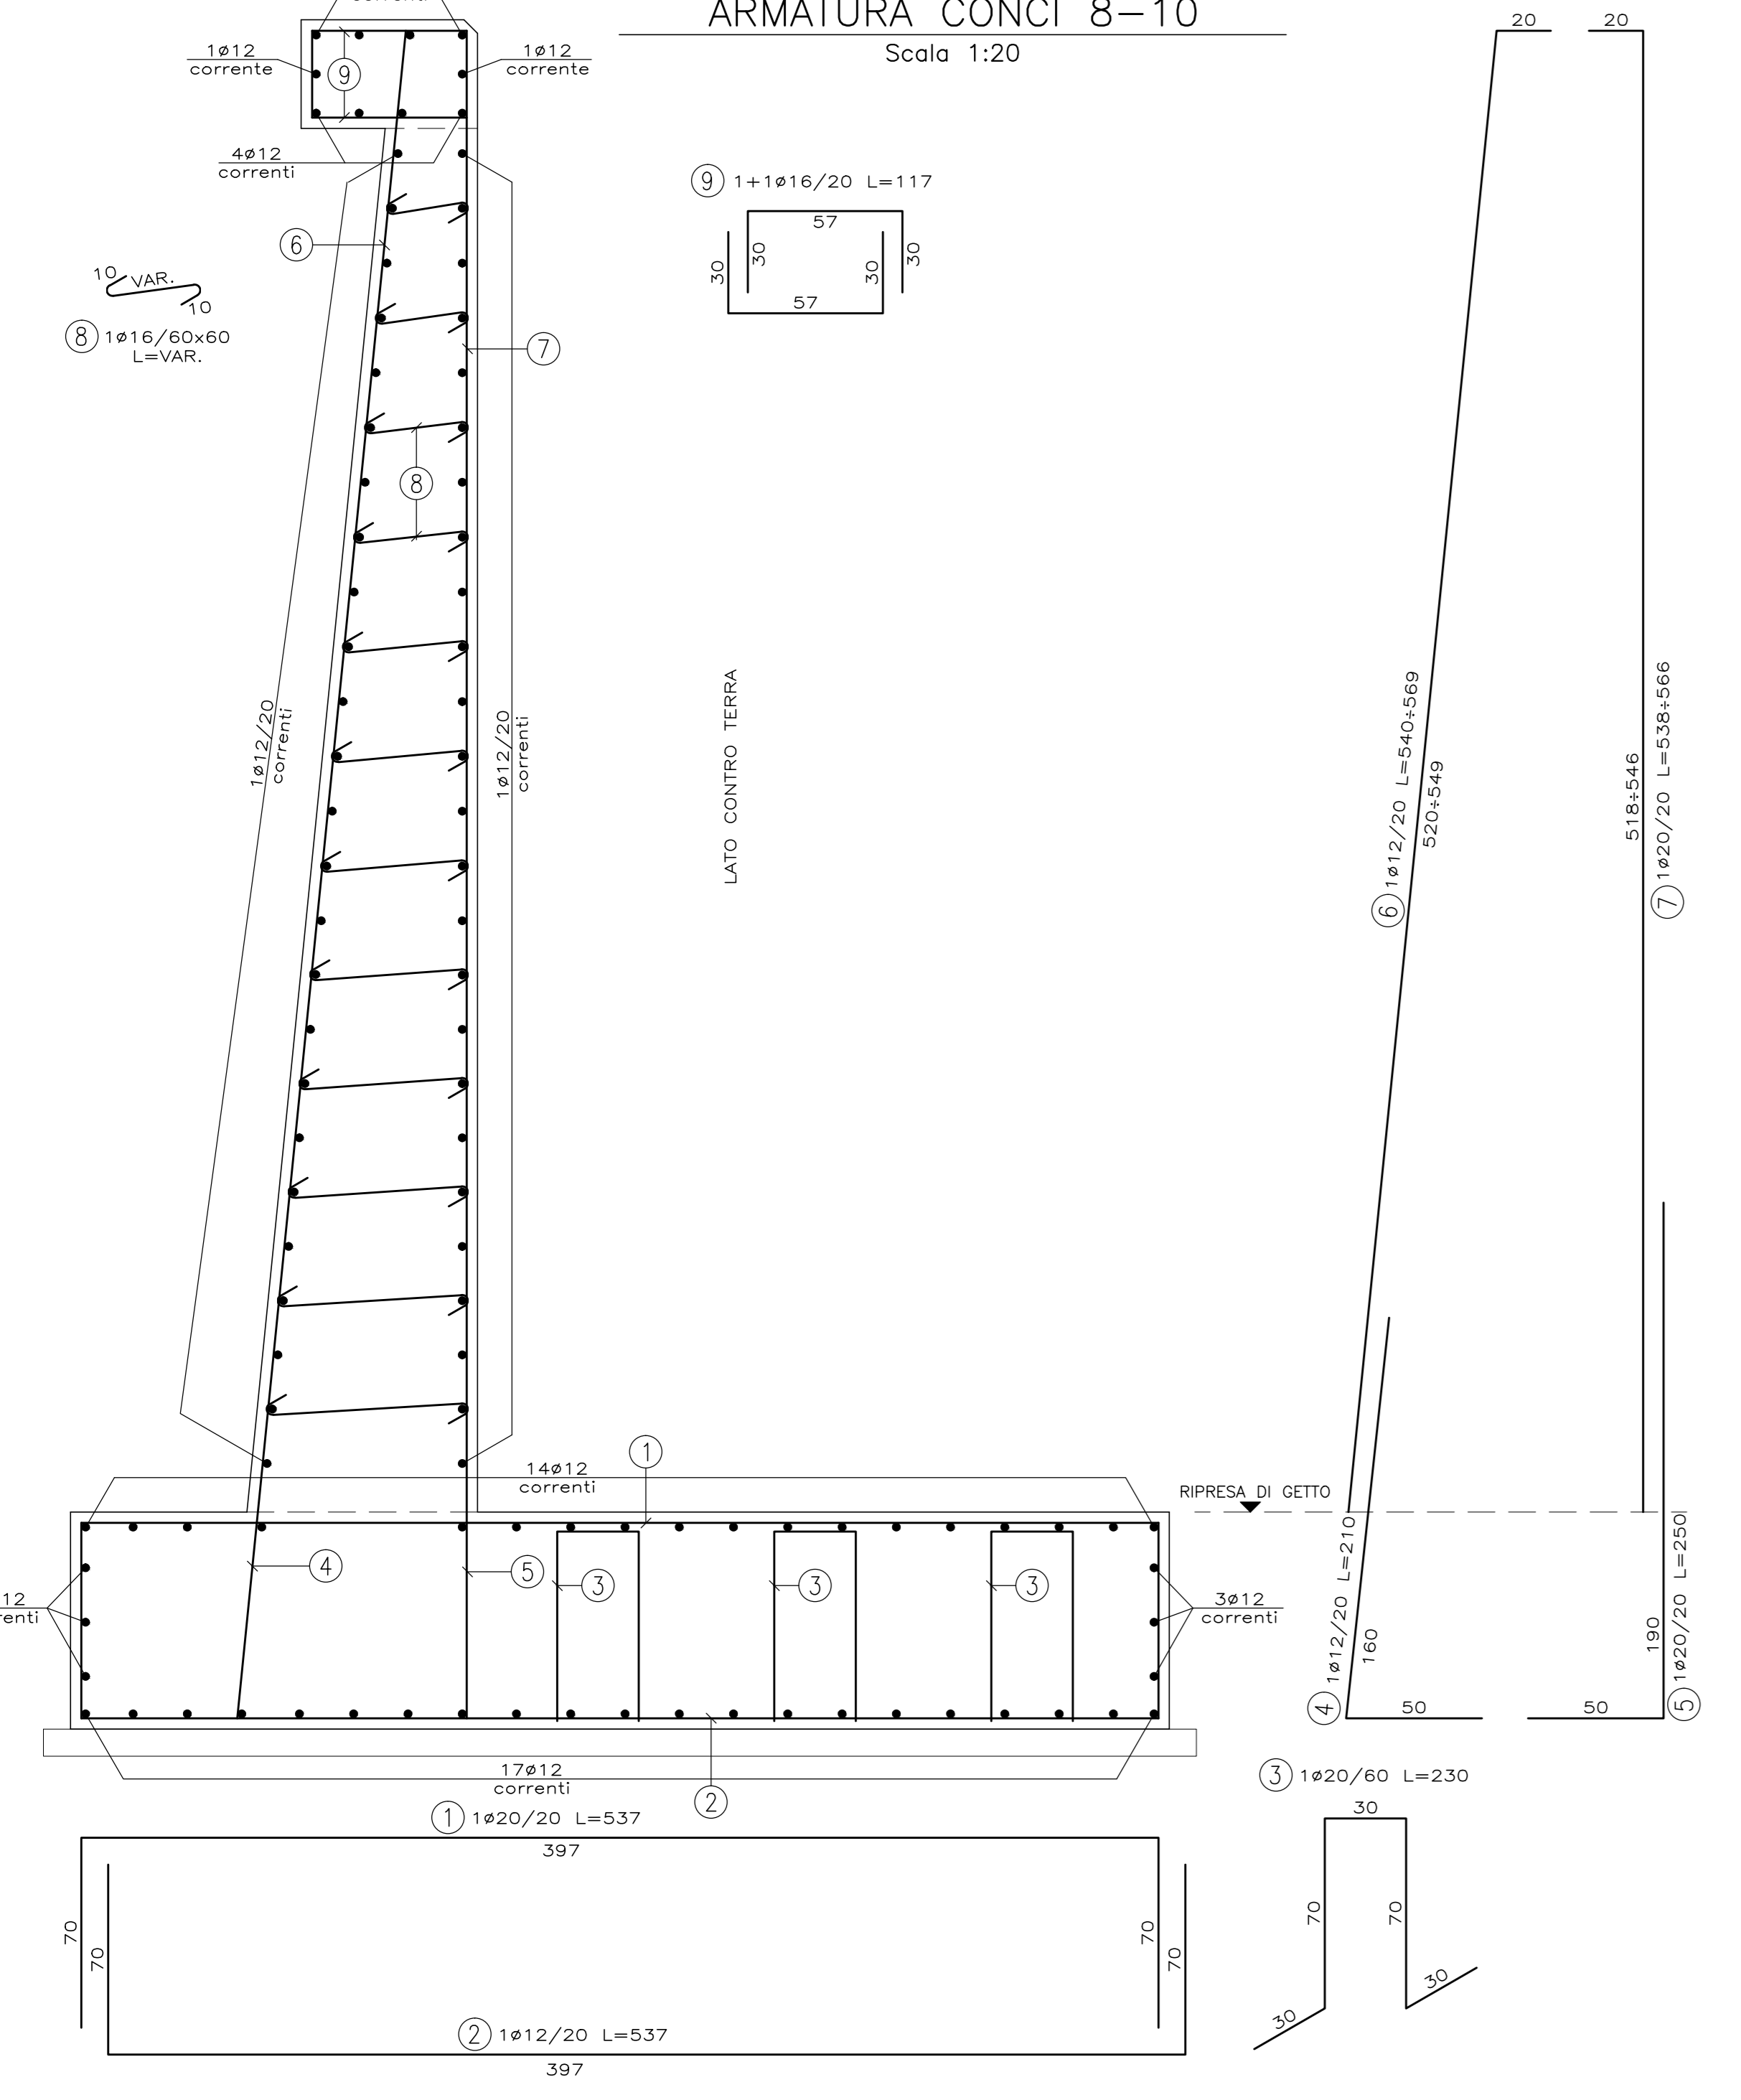 correnti
ARMATURA CONCI 8–10
Scala 1:20
1ø12
corrente
9
1ø12
corrente
4ø12
correnti
9 1+1ø16/20 L=117
57
30
30
30
30
57
6
10 VAR.
10
8 1ø16/60x60
L=VAR.
7
8
1ø12/20
correnti
1ø12/20
correnti
LATO CONTRO TERRA
20
20
6 1ø12/20 L=540÷569
520÷549
518÷546
7 1ø20/20 L=538÷566
1
14ø12
correnti
RIPRESA DI GETTO
4
5
3
3
3
12
renti
3ø12
correnti
4 1ø12/20 L=210
160
190
5 1ø20/20 L=250
50
50
17ø12
correnti
2
1 1ø20/20 L=537
397
70
70
70
70
2 1ø12/20 L=537
397
3 1ø20/60 L=230
30
70
70
30
30